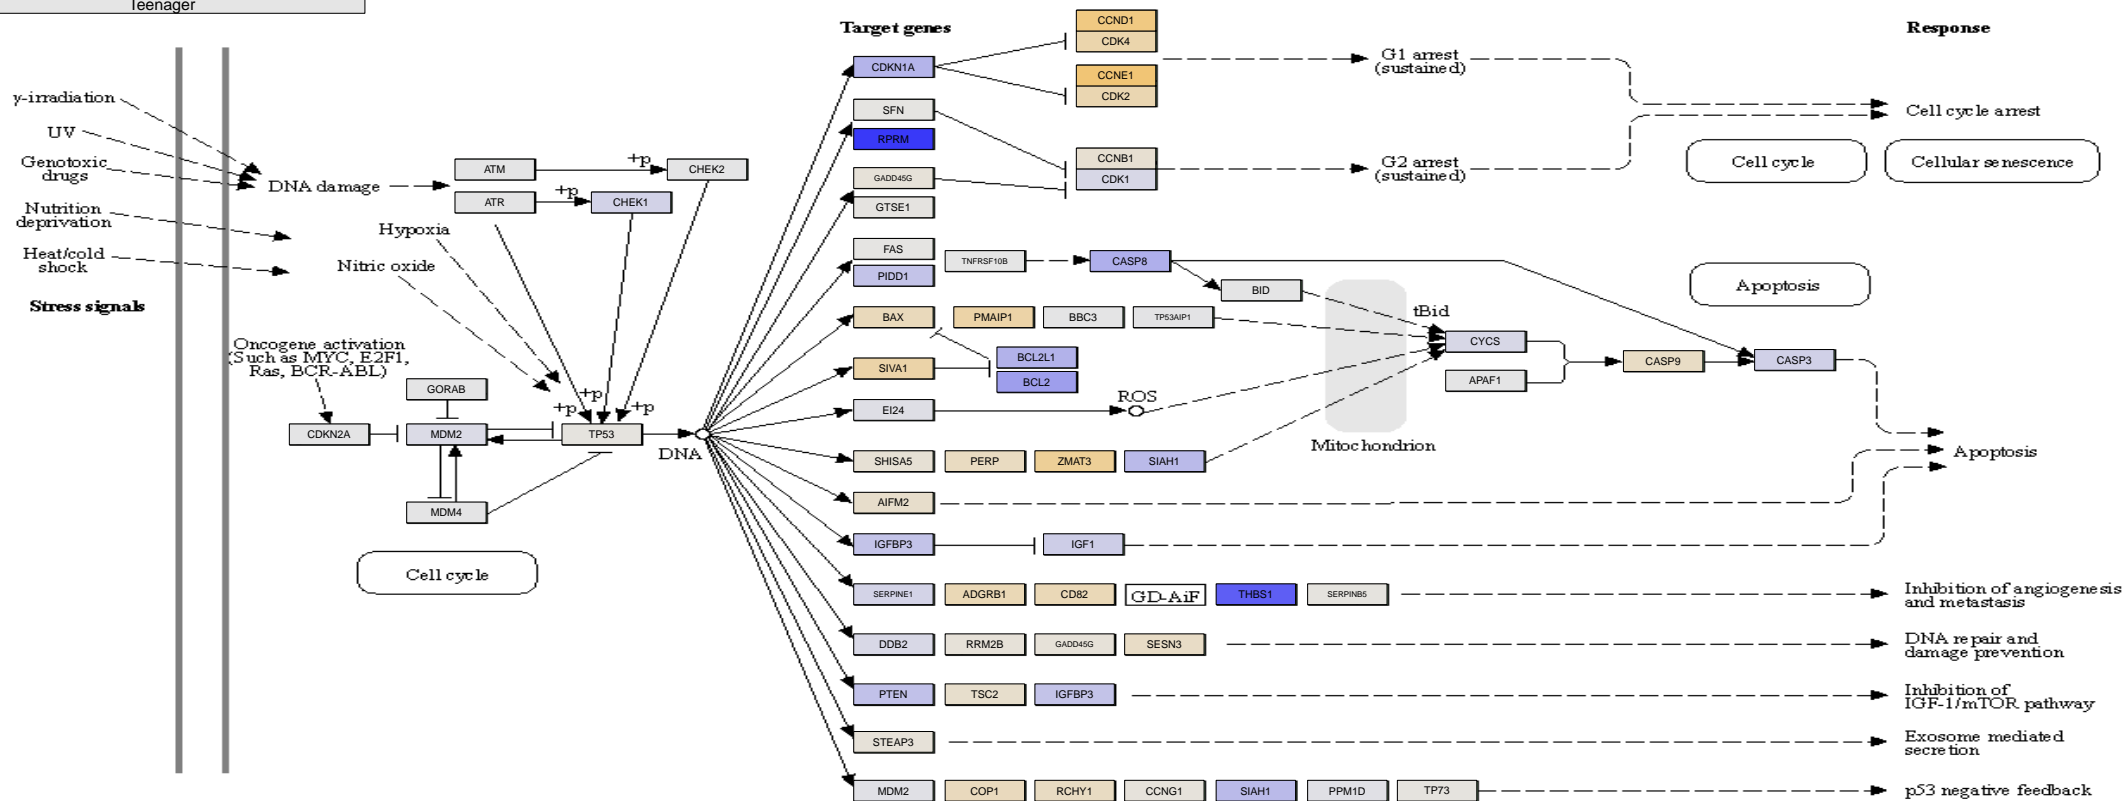 Teenager
Target genes
Response
Stress signals
γ-irradiation
UV
Genotoxic
drugs
Nutrition
deprivation
Heat/cold
shock
DNA damage
ATM
+p
CHEK2
ATR
+p
CHEK1
Hypoxia
Nitric oxide
Oncogene activation
(Such as MYC, E2F1,
Ras, BCR-ABL)
GORAB
CDKN2A
MDM2
+p
+p
+p
TP53
MDM4
DNA
Cell cycle
CDKN1A
CCND1
CDK4
CCNE1
CDK2
G1 arrest
(sustained)
SFN
RPRM
GADD45G
GTSE1
CCNB1
CDK1
G2 arrest
(sustained)
Cell cycle arrest
Cell cycle
Cellular senescence
FAS
PIDD1
TNFRSF10B
CASP8
BID
tBid
BAX
PMAIP1
BBC3
TP53AIP1
BCL2L1
BCL2
SIVA1
EI24
ROS
Mitochondrion
CYCS
APAF1
CASP9
CASP3
Apoptosis
SHISA5
PERP
ZMAT3
SIAH1
AIFM2
Apoptosis
IGFBP3
IGF1
SERPINE1
ADGRB1
CD82
GD-AiF
THBS1
SERPINB5
Inhibition of angiogenesis
and metastasis
DDB2
RRM2B
GADD45G
SESN3
DNA repair and
damage prevention
PTEN
TSC2
IGFBP3
Inhibition of
IGF-1/mTOR pathway
STEAP3
Exosome mediated
secretion
MDM2
COP1
RCHY1
CCNG1
SIAH1
PPM1D
TP73
p53 negative feedback